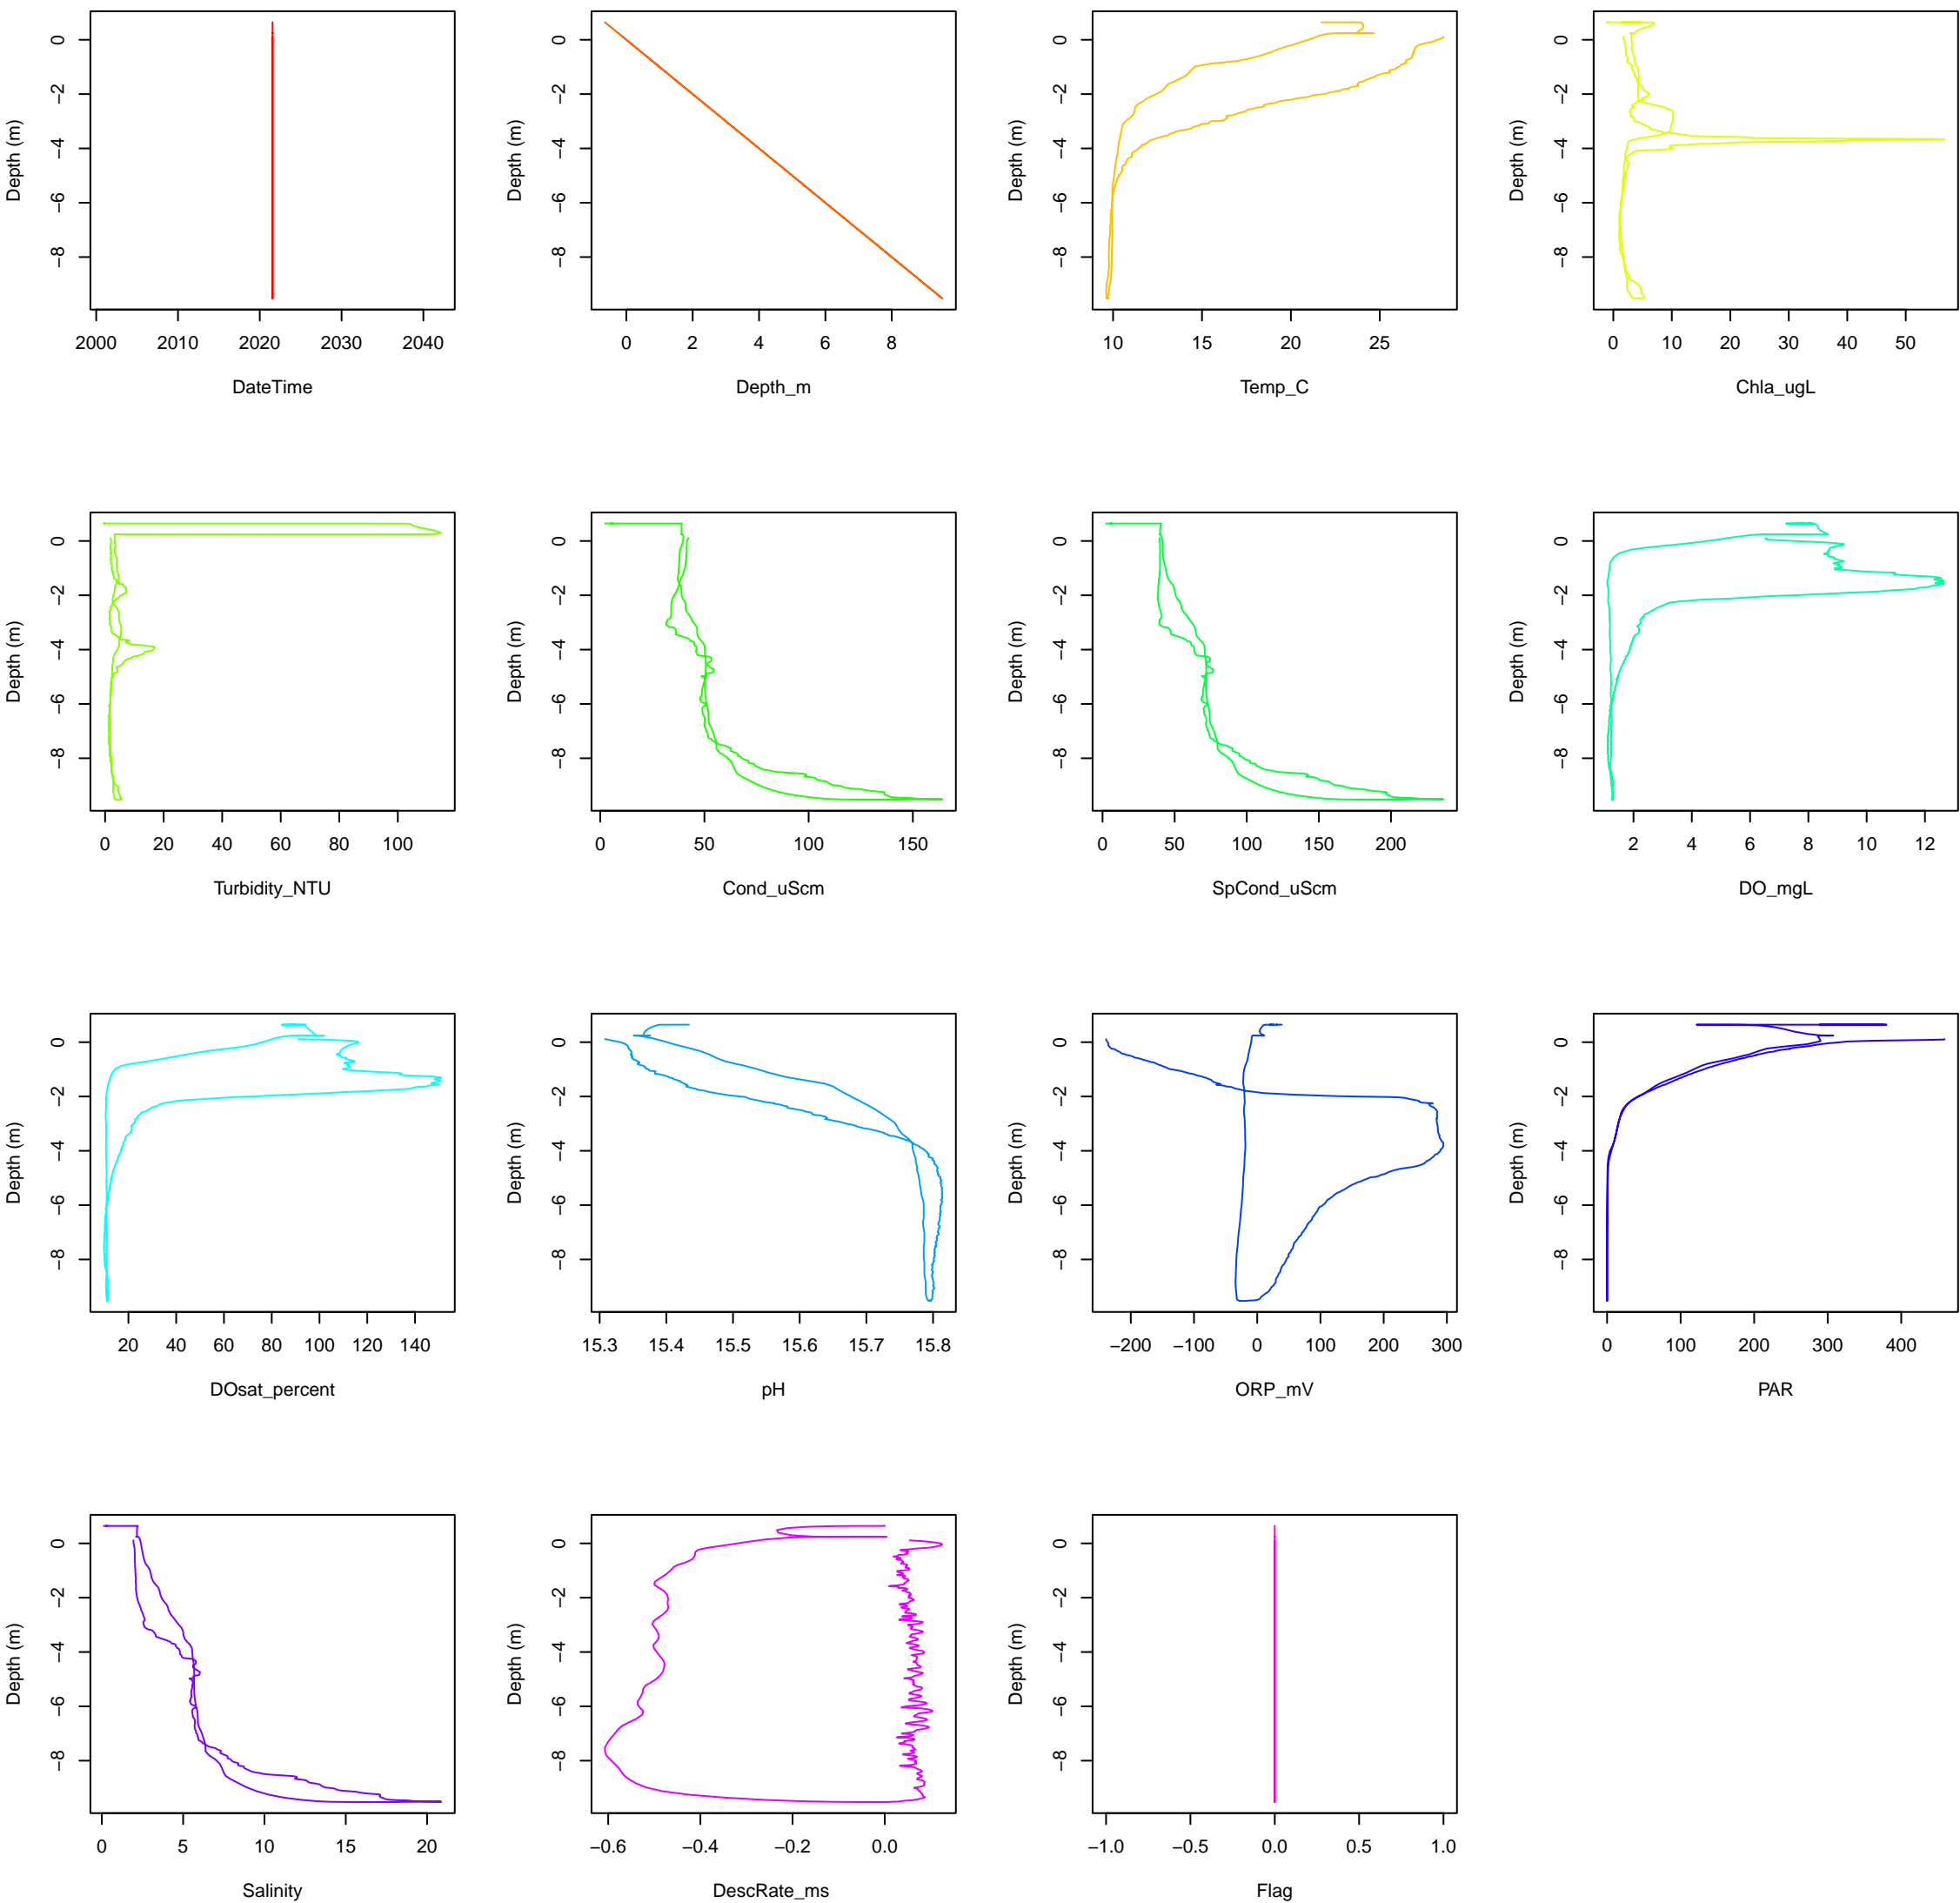 0 0 0 0
−2 −2 −2 −2
Depth (m) Depth (m) Depth (m) Depth (m)
−4 −4 −4 −4
−6 −6 −6 −6
−8 −8 −8 −8
2000 2010 2020 2030 2040 0 2 4 6 8 10 15 20 25 0 10 20 30 40 50
DateTime Depth_m Temp_C Chla_ugL
0 0 0 0
−2 −2 −2 −2
Depth (m) Depth (m) Depth (m) Depth (m)
−4 −4 −4 −4
−6 −6 −6 −6
−8 −8 −8 −8
0 20 40 60 80 100 0 50 100 150 0 50 100 150 200 2 4 6 8 10 12
Turbidity_NTU Cond_uScm SpCond_uScm DO_mgL
0 0 0 0
−2 −2 −2 −2
Depth (m) Depth (m) Depth (m) Depth (m)
−4 −4 −4 −4
−6 −6 −6 −6
−8 −8 −8 −8
20 40 60 80 100 120 140 15.3 15.4 15.5 15.6 15.7 15.8 −200 −100 0 100 200 300 0 100 200 300 400
DOsat_percent pH ORP_mV PAR
0 0 0
−2 −2 −2
Depth (m) Depth (m) Depth (m)
−4 −4 −4
−6 −6 −6
−8 −8 −8
0 5 10 15 20 −0.6 −0.4 −0.2 0.0 −1.0 −0.5 0.0 0.5 1.0
Salinity DescRate_ms Flag